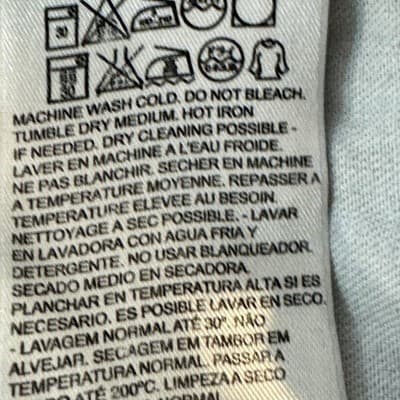 30
30
MACHINE WASH COLD. DO NOT BLEACH.
TUMBLE DRY MEDIUM. HOT IRON
IF NEEDED. DRY CLEANING POSSIBLE -
LAVER EN MACHINE A L'EAU FROIDE.
NE PAS BLANCHIR. SECHER EN MACHINE
A TEMPERATURE MOYENNE. REPASSER A
TEMPERATURE ELEVEE AU BESOIN.
NETTOYAGE A SEC POSSIBLE. - LAVAR
EN LAVADORA CON AGUA FRIA Y
DETERGENTE. NO USAR BLANQUEADOR.
SECADO MEDIO EN SECADORA.
PLANCHAR EN TEMPERATURA ALTA SI ES
NECESARIO. ES POSIBLE LAVAR EN SECO.
- LAVAGEM NORMAL ATÉ 30º. NÃO
ALVEJAR. SECAGEM EM TAMBOR EM
TEMPERATURA NORMAL. PASSAR A
ATÉ 200ºC. LIMPEZA A SECO
NORMAL